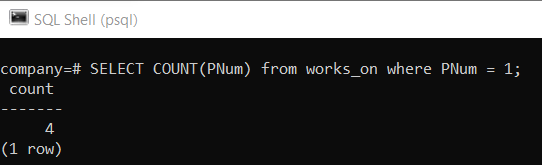 SQL Shell (psql)
company=# SELECT COUNT(PNum) from works_on where PNum = 1;
count
-------
4
(1 row)